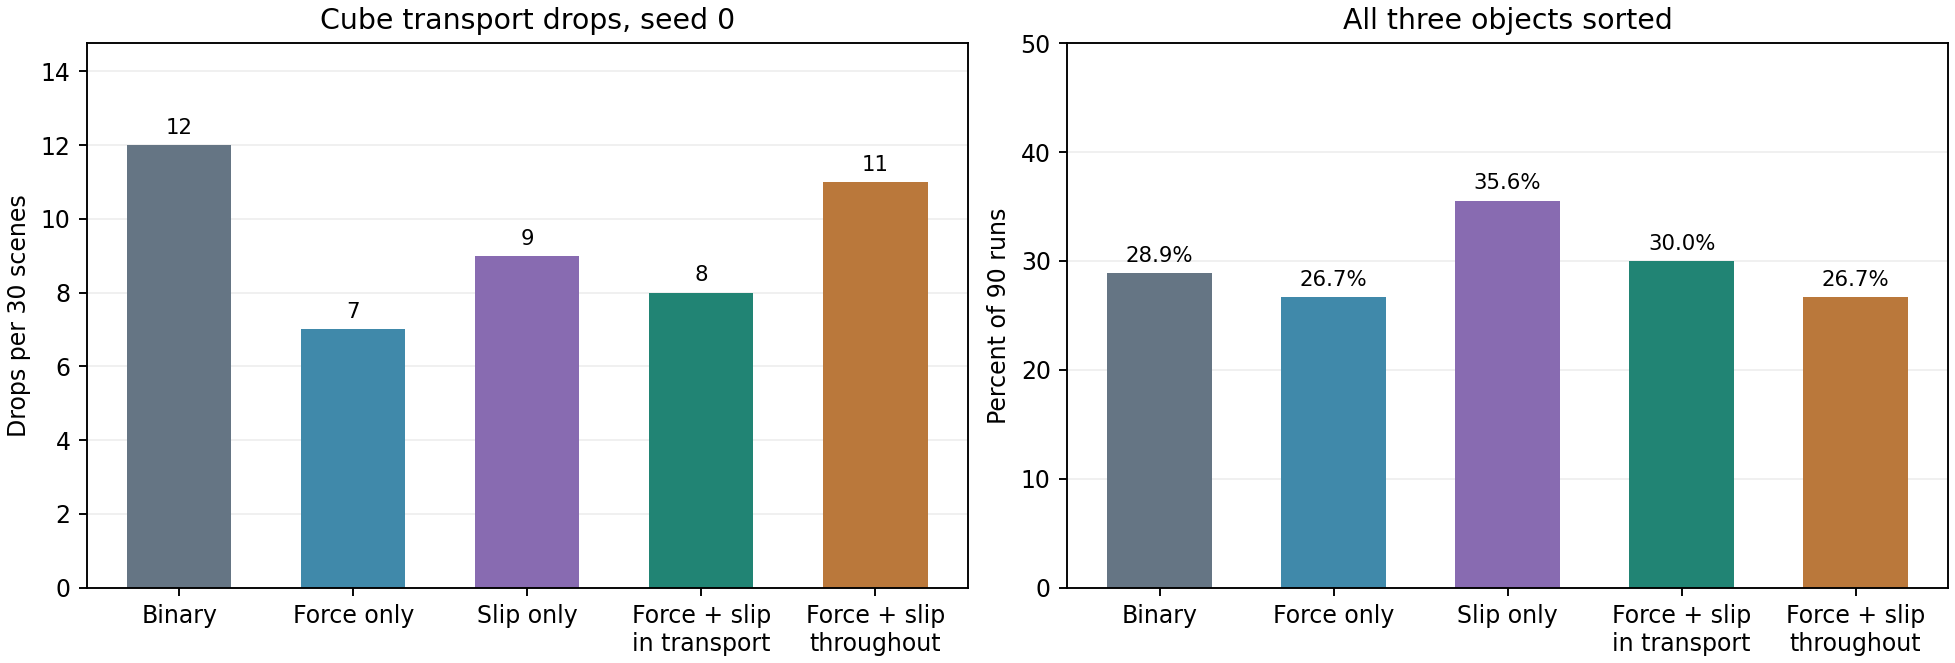 Cube transport drops, seed 0
Drops per 30 scenes
14
12
10
8
6
4
2
0
12
7
9
8
11
Binary
Force only
Slip only
Force + slip
in transport
Force + slip
throughout
All three objects sorted
Percent of 90 runs
50
40
30
20
10
0
28.9%
26.7%
35.6%
30.0%
26.7%
Binary
Force only
Slip only
Force + slip
in transport
Force + slip
throughout